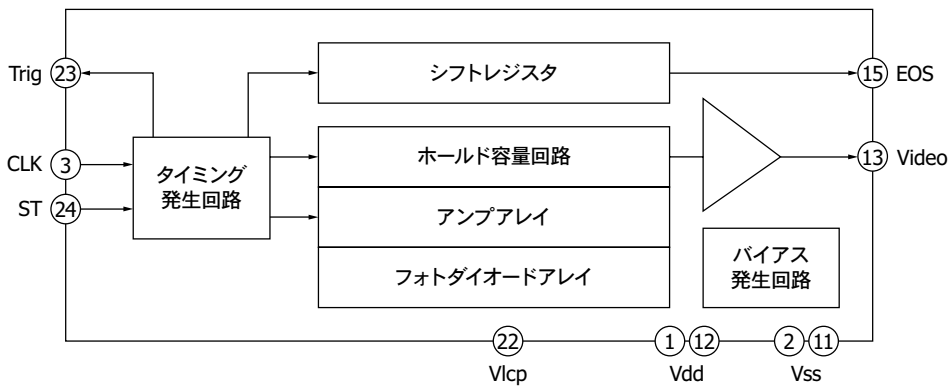 シフトレジスタ
Trig 23
15 EOS
CLK 3
タイミング
発生回路
ホールド容量回路
13 Video
ST 24
アンプアレイ
フォトダイオードアレイ
バイアス
発生回路
22
1 12
2 11
Vlcp
Vdd
Vss